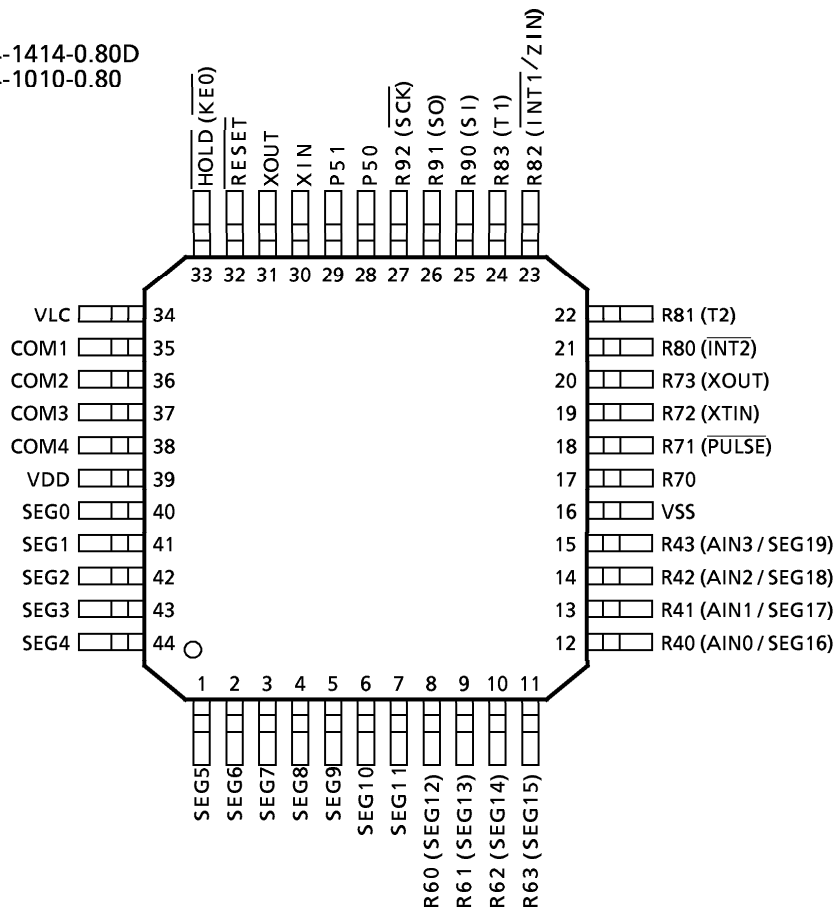 -1414-0.80D
-1010-0.80
HOLD (KE0)
RESET
XOUT
XIN
P51
P50
R92 (SCK)
R91 (SO)
R90 (SI)
R83 (T1)
R82 (INT1/ZIN)
33 32 31 30 29 28 27 26 25 24 23
VLC 34
COM1 35
COM2 36
COM3 37
COM4 38
VDD 39
SEG0 40
SEG1 41
SEG2 42
SEG3 43
SEG4 44
22 R81 (T2)
21 R80 (INT2)
20 R73 (XOUT)
19 R72 (XTIN)
18 R71 (PULSE)
17 R70
16 VSS
15 R43 (AIN3 / SEG19)
14 R42 (AIN2 / SEG18)
13 R41 (AIN1 / SEG17)
12 R40 (AIN0 / SEG16)
1 2 3 4 5 6 7 8 9 10 11
SEG5
SEG6
SEG7
SEG8
SEG9
SEG10
SEG11
R60 (SEG12)
R61 (SEG13)
R62 (SEG14)
R63 (SEG15)